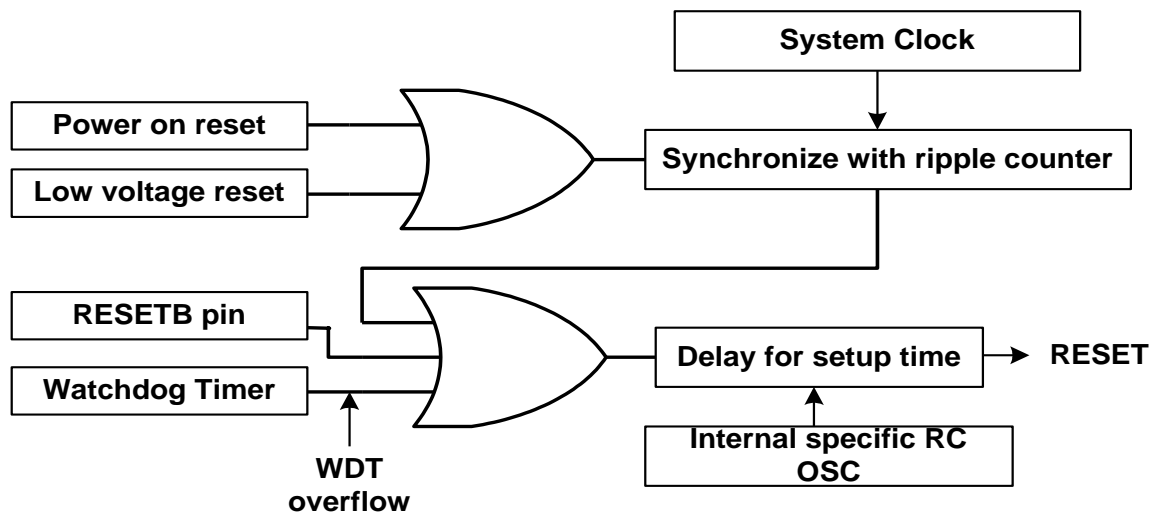 System Clock
Power on reset
Synchronize with ripple counter
Low voltage reset
RESETB pin
Delay for setup time
RESET
Watchdog Timer
Internal specific RC
OSC
WDT
overflow